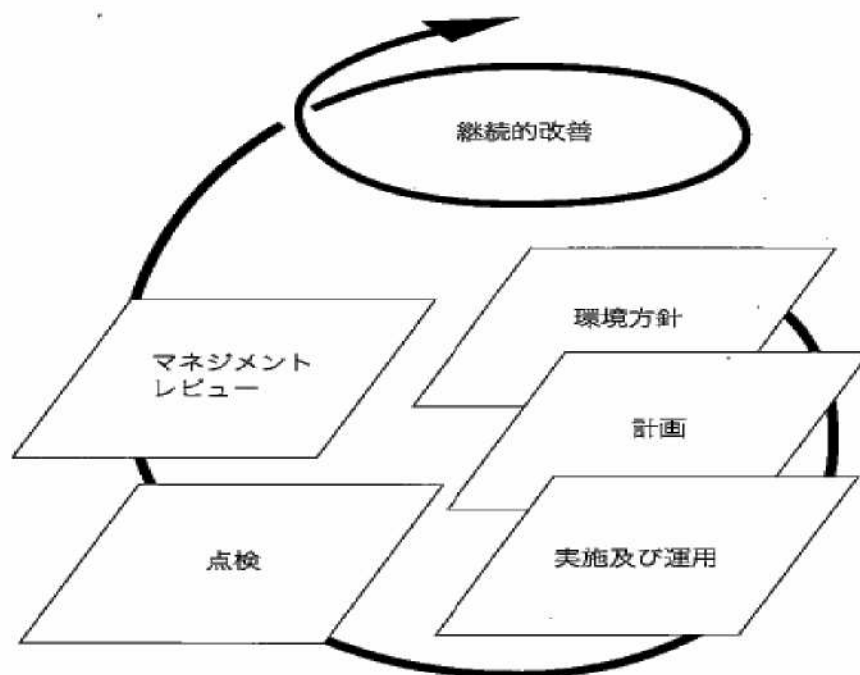 継続的改善
環境方針
マネジメント
レビュー
計画
点検
実施及び運用